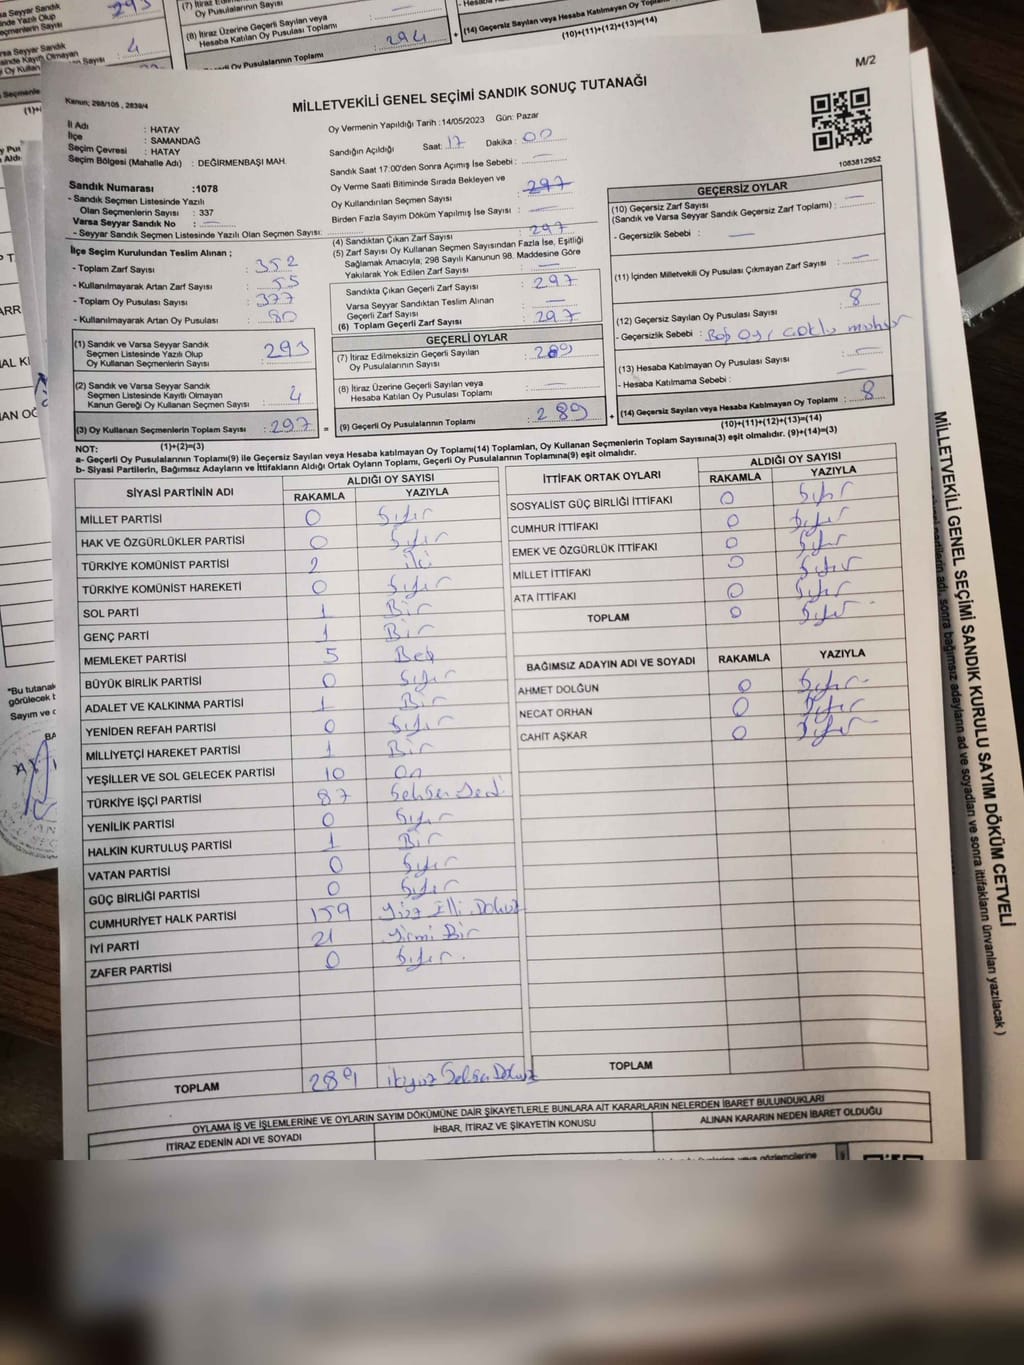 M/2
Kanun; 298/105 , 2839/4
MİLLETVEKİLİ GENEL SEÇİMİ SANDIK SONUÇ TUTANAĞI
İl Adı : HATAY
İlçe : SAMANDAĞ
Seçim Çevresi : HATAY
Seçim Bölgesi (Mahalle Adı) : DEĞİRMENBAŞI MAH.
Sandık Numarası :1078
- Sandık Seçmen Listesinde Yazılı
Olan Seçmenlerin Sayısı : 337
Varsa Seyyar Sandık No : —
- Seyyar Sandık Seçmen Listesinde Yazılı Olan Seçmen Sayısı:
Oy Vermenin Yapıldığı Tarih :14/05/2023 Gün: Pazar
Sandığın Açıldığı Saat: 17 Dakika : 00
Sandık Saat 17:00'den Sonra Açımış İse Sebebi : —
Oy Verme Saati Bitiminde Sırada Bekleyen ve
Oy Kullandırılan Seçmen Sayısı : 297
Birden Fazla Sayım Döküm Yapılmış İse Sayısı : —
1083812952
İlçe Seçim Kurulundan Teslim Alınan ;
- Toplam Zarf Sayısı : 352
- Kullanılmayarak Artan Zarf Sayısı : 55
- Toplam Oy Pusulası Sayısı : 377
- Kullanılmayarak Artan Oy Pusulası : 80
(1) Sandık ve Varsa Seyyar Sandık
Seçmen Listesinde Yazılı Olup
Oy Kullanan Seçmenlerin Sayısı : 293
(2) Sandık ve Varsa Seyyar Sandık
Seçmen Listesinde Kayıtlı Olmayan
Kanun Gereği Oy Kullanan Seçmen Sayısı : 4
(3) Oy Kullanan Seçmenlerin Toplam Sayısı : 297
(1)+(2)=(3)
(4) Sandıktan Çıkan Zarf Sayısı : 297
(5) Zarf Sayısı Oy Kullanan Seçmen Sayısından Fazla İse, Eşitliği
Sağlamak Amacıyla; 298 Sayılı Kanunun 98. Maddesine Göre
Yakılarak Yok Edilen Zarf Sayısı : —
Sandıkta Çıkan Geçerli Zarf Sayısı : 297
Varsa Seyyar Sandıktan Teslim Alınan
Geçerli Zarf Sayısı : —
(6) Toplam Geçerli Zarf Sayısı : 297
GEÇERLİ OYLAR
(7) İtiraz Edilmeksizin Geçerli Sayılan
Oy Pusulalarının Sayısı : 289
(8) İtiraz Üzerine Geçerli Sayılan veya
Hesaba Katılan Oy Pusulası Toplamı : —
(9) Geçerli Oy Pusulalarının Toplamı : 289
GEÇERSİZ OYLAR
(10) Geçersiz Zarf Sayısı
(Sandık ve Varsa Seyyar Sandık Geçersiz Zarf Toplamı) : —
- Geçersizlik Sebebi : —
(11) İçinden Milletvekili Oy Pusulası Çıkmayan Zarf Sayısı : —
(12) Geçersiz Sayılan Oy Pusulası Sayısı : 8
- Geçersizlik Sebebi : Boş Oy, çoklu mühür
(13) Hesaba Katılmayan Oy Pusulası Sayısı : —
- Hesaba Katılmama Sebebi : —
(14) Geçersiz Sayılan veya Hesaba Katılmayan Oy Toplamı : 8
(10)+(11)+(12)+(13)=(14)
NOT:
a- Geçerli Oy Pusulalarının Toplamı(9) ile Geçersiz Sayılan veya Hesaba katılmayan Oy Toplamı(14) Toplamları, Oy Kullanan Seçmenlerin Toplam Sayısına(3) eşit olmalıdır. (9)+(14)=(3)
b- Siyasi Partilerin, Bağımsız Adayların ve İttifakların Aldığı Ortak Oyların Toplamı, Geçerli Oy Pusulalarının Toplamına(9) eşit olmalıdır.
SİYASİ PARTİNİN ADI ALDIĞI OY SAYISI
RAKAMLA YAZIYLA
MİLLET PARTİSİ 0 Sıfır
HAK VE ÖZGÜRLÜKLER PARTİSİ 0 Sıfır
TÜRKİYE KOMÜNİST PARTİSİ 2 İki
TÜRKİYE KOMÜNİST HAREKETİ 0 Sıfır
SOL PARTİ 1 Bir
GENÇ PARTİ 1 Bir
MEMLEKET PARTİSİ 5 Beş
BÜYÜK BİRLİK PARTİSİ 0 Sıfır
ADALET VE KALKINMA PARTİSİ 1 Bir
YENİDEN REFAH PARTİSİ 0 Sıfır
MİLLİYETÇİ HAREKET PARTİSİ 1 Bir
YEŞİLLER VE SOL GELECEK PARTİSİ 10 On
TÜRKİYE İŞÇİ PARTİSİ 87 Seksen Yedi
YENİLİK PARTİSİ 0 Sıfır
HALKIN KURTULUŞ PARTİSİ 1 Bir
VATAN PARTİSİ 0 Sıfır
GÜÇ BİRLİĞİ PARTİSİ 0 Sıfır
CUMHURİYET HALK PARTİSİ 159 Yüz Elli Dokuz
İYİ PARTİ 21 Yirmi Bir
ZAFER PARTİSİ 0 Sıfır.
TOPLAM 289 ikiyüz Seksen Dokuz
İTTİFAK ORTAK OYLARI ALDIĞI OY SAYISI
RAKAMLA YAZIYLA
SOSYALİST GÜÇ BİRLİĞİ İTTİFAKI 0 Sıfır
CUMHUR İTTİFAKI 0 Sıfır
EMEK VE ÖZGÜRLÜK İTTİFAKI 0 Sıfır
MİLLET İTTİFAKI 0 Sıfır
ATA İTTİFAKI 0 Sıfır
TOPLAM 0 Sıfır
BAĞIMSIZ ADAYIN ADI VE SOYADI RAKAMLA YAZIYLA
AHMET DOLĞUN 0 Sıfır
NECAT ORHAN 0 Sıfır
CAHİT AŞKAR 0 Sıfır
TOPLAM
OYLAMA İŞ VE İŞLEMLERİNE VE OYLARIN SAYIM DÖKÜMÜNE DAİR ŞİKAYETLERLE BUNLARA AİT KARARLARIN NELERDEN İBARET BULUNDUKLARI
İTİRAZ EDENİN ADI VE SOYADI İHBAR, İTİRAZ VE ŞİKAYETİN KONUSU ALINAN KARARIN NEDEN İBARET OLDUĞU
MİLLETVEKİLİ GENEL SEÇİMİ SANDIK KURULU SAYIM DÖKÜM CETVELİ